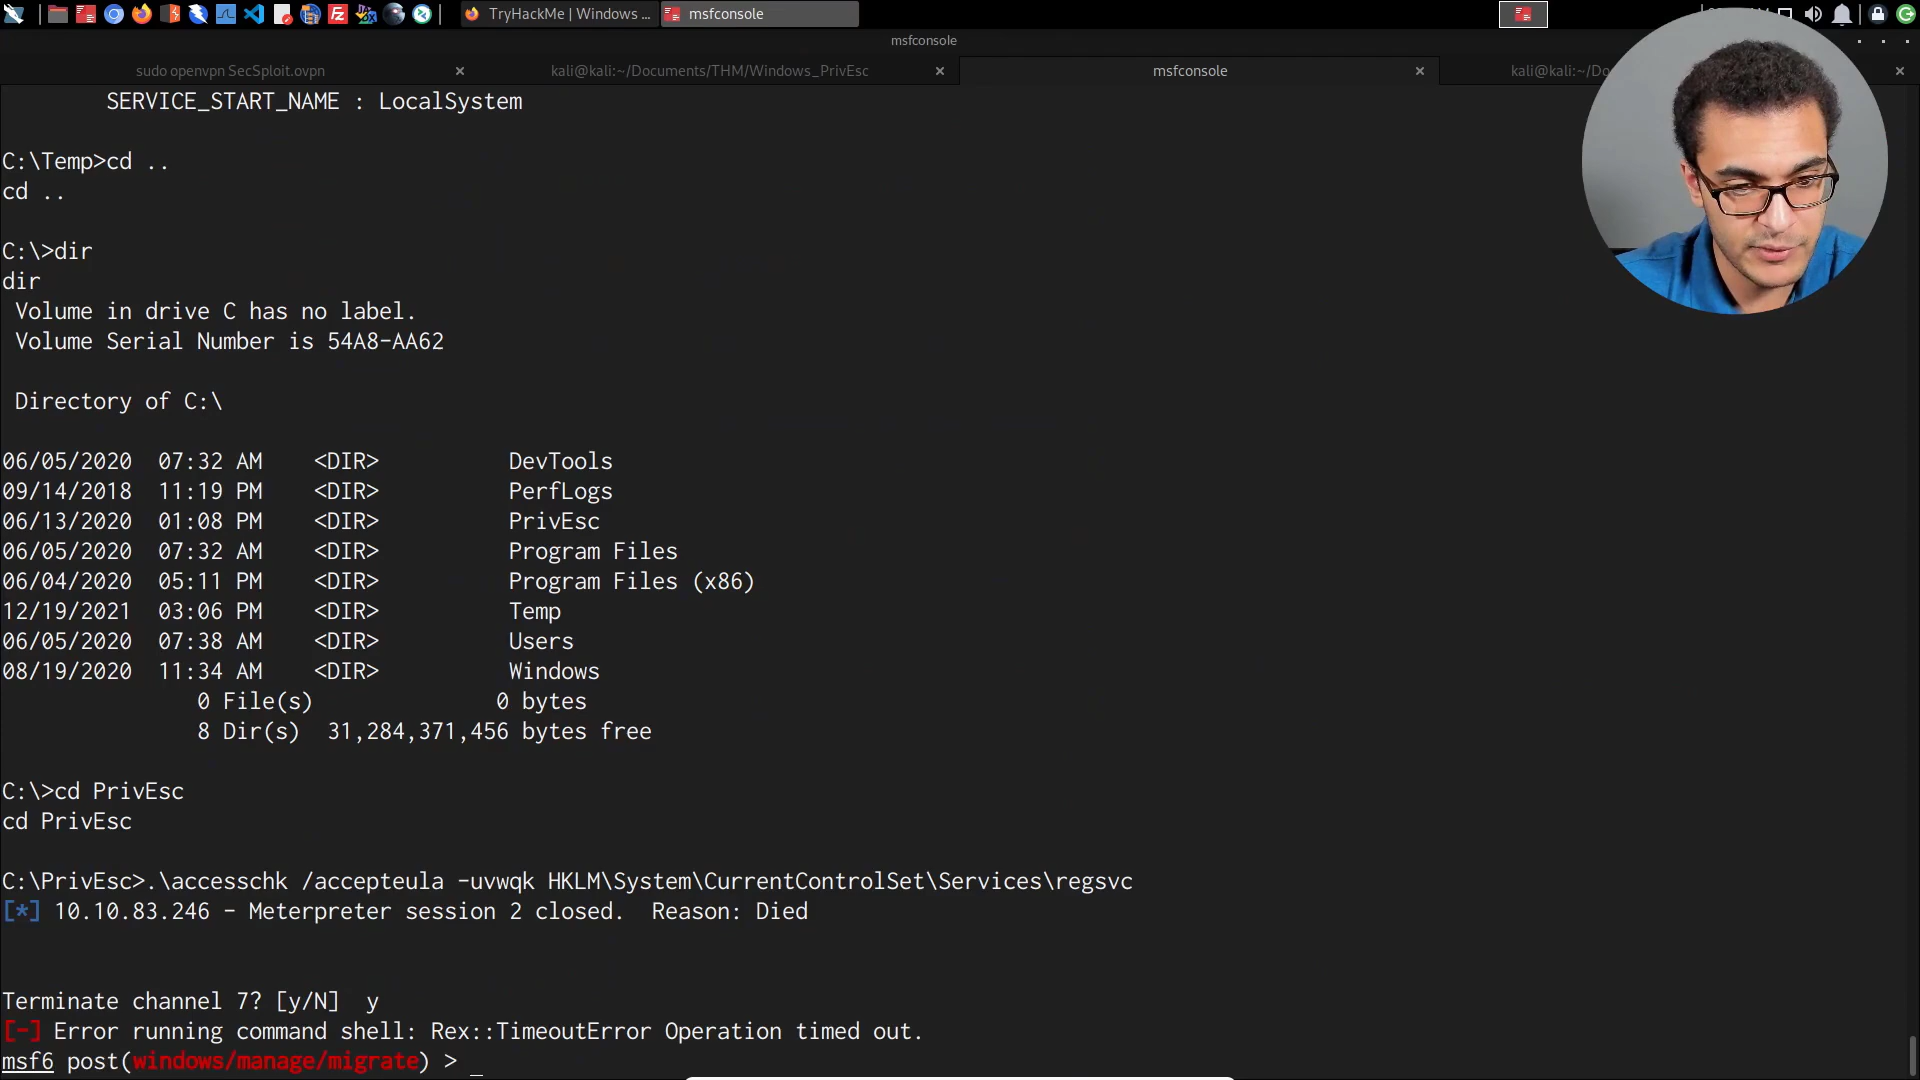 TryHackMe | Windows ...
msfconsole
msfconsole
sudo openvpn SecSploit.ovpn
kali@kali:~/Documents/THM/Windows_PrivEsc
msfconsole
kali@kali:~/Do
SERVICE_START_NAME : LocalSystem
C:\Temp>cd ..
cd ..
C:\>dir
dir
Volume in drive C has no label.
Volume Serial Number is 54A8-AA62
Directory of C:\
06/05/2020 07:32 AM <DIR> DevTools
09/14/2018 11:19 PM <DIR> PerfLogs
06/13/2020 01:08 PM <DIR> PrivEsc
06/05/2020 07:32 AM <DIR> Program Files
06/04/2020 05:11 PM <DIR> Program Files (x86)
12/19/2021 03:06 PM <DIR> Temp
06/05/2020 07:38 AM <DIR> Users
08/19/2020 11:34 AM <DIR> Windows
0 File(s) 0 bytes
8 Dir(s) 31,284,371,456 bytes free
C:\>cd PrivEsc
cd PrivEsc
C:\PrivEsc>.\accesschk /accepteula -uvwqk HKLM\System\CurrentControlSet\Services\regsvc
[*] 10.10.83.246 - Meterpreter session 2 closed. Reason: Died
Terminate channel 7? [y/N] y
[-] Error running command shell: Rex::TimeoutError Operation timed out.
msf6 post(windows/manage/migrate) > _